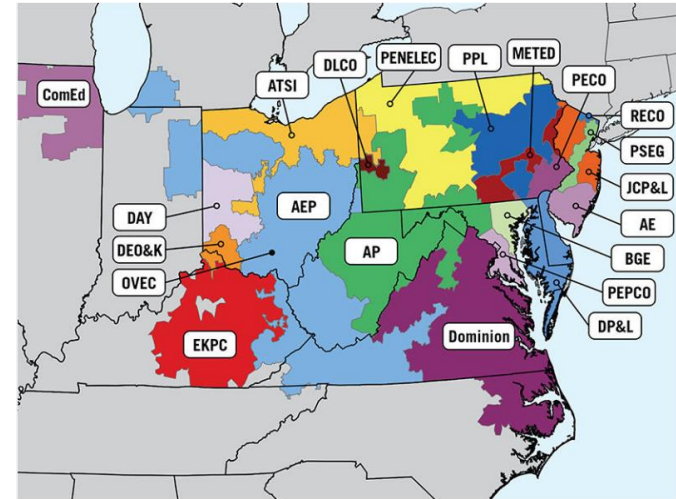 ComEd
ATSI
DLCO
PENELEC
PPL
METED
PECO
RECO
PSEG
JCP&L
AE
BGE
PEPCO
DP&L
DAY
DEO&K
OVEC
AEP
AP
EKPC
Dominion